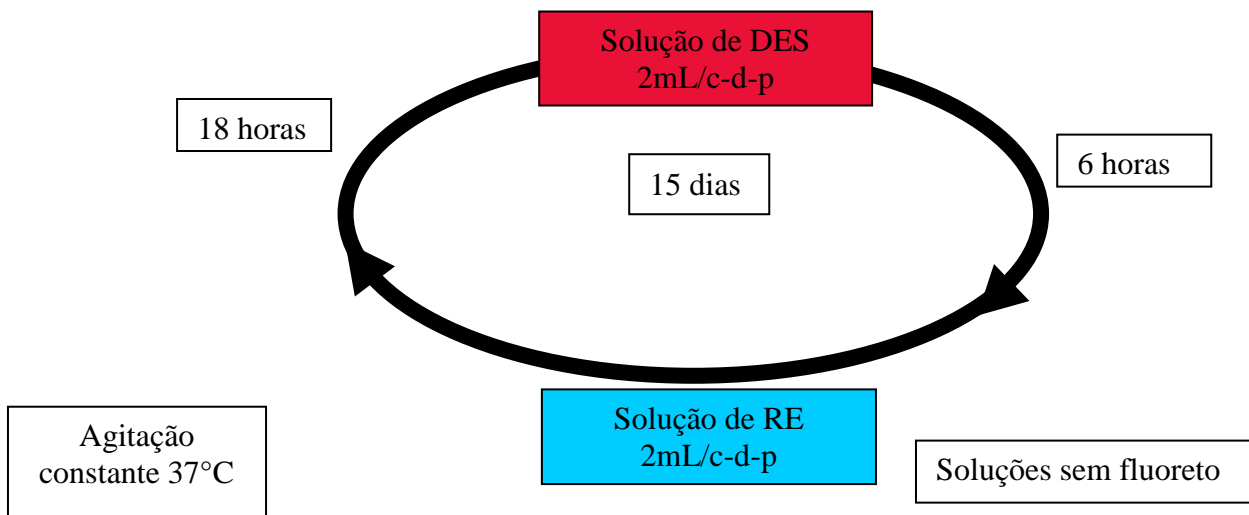 Solução de DES
2mL/c-d-p
18 horas
6 horas
15 dias
Solução de RE
2mL/c-d-p
Agitação
constante 37°C
Soluções sem fluoreto